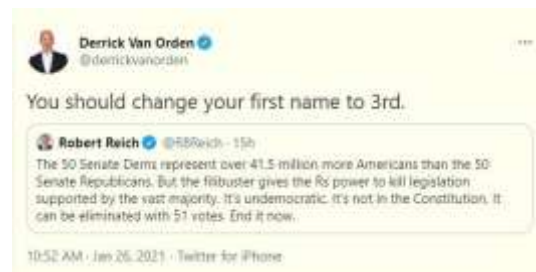 Derrick Van Orden
@derrickvanorden
You should change your first name to 3rd.
Robert Reich @RBReich · 15h
The 50 Senate Dems represent over 41.5 million more Americans than the 50
Senate Republicans. But the filibuster gives the Rs power to kill legislation
supported by the vast majority. It's undemocratic. It's not in the Constitution. It
can be eliminated with 51 votes. End it now.
10:52 AM · Jan 26, 2021 · Twitter for iPhone